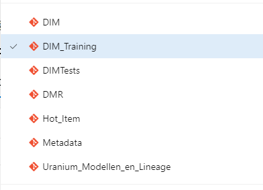 DIM
DIM_Training
DIMTests
DMR
Hot_Item
Metadata
Uranium_Modellen_en_Lineage